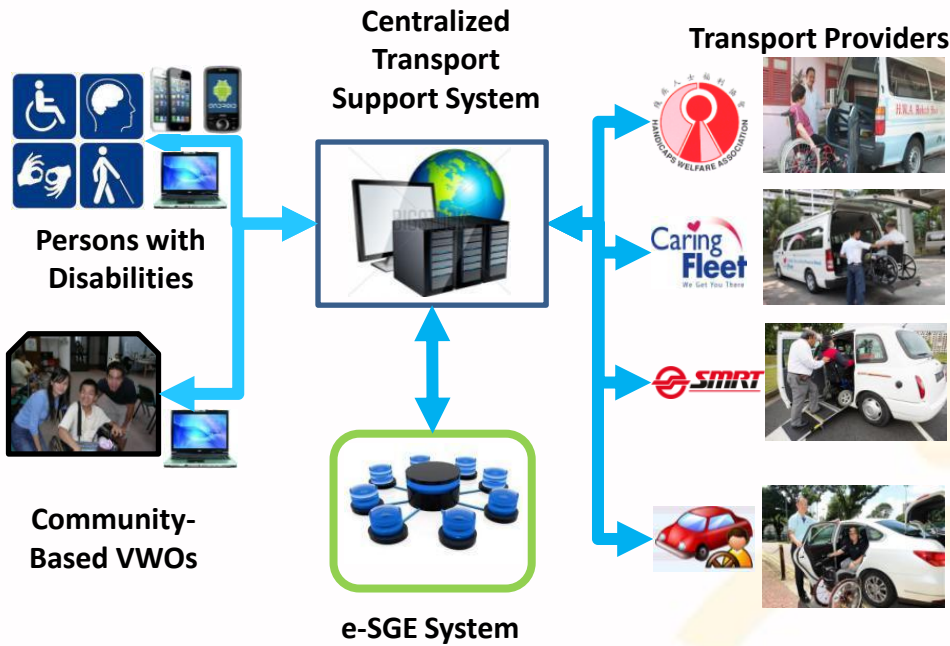 Centralized
Transport
Support System
Transport Providers
ANDROID
Persons with
Disabilities
Community-
Based VWOs
e-SGE System
HANDICAPS WELFARE ASSOCIATION
Caring
Fleet
We Get You There
SMRT